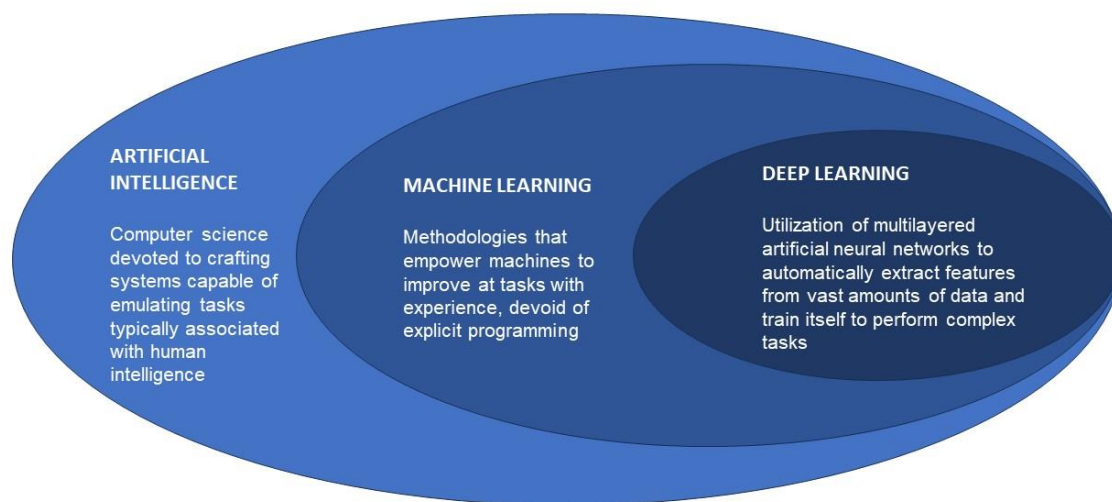 ARTIFICIAL
INTELLIGENCE
Computer science
devoted to crafting
systems capable of
emulating tasks
typically associated
with human
intelligence
MACHINE LEARNING
Methodologies that
empower machines to
improve at tasks with
experience, devoid of
explicit programming
DEEP LEARNING
Utilization of multilayered
artificial neural networks to
automatically extract features
from vast amounts of data and
train itself to perform complex
tasks